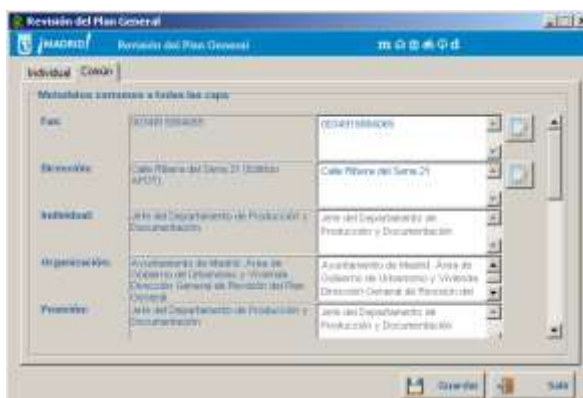 Revisión del Plan General
¡MADRID!
Revisión del Plan General
Individual
Común
Metadatos comunes a todas las capa
Fax:
Dirección:
Calle Ribera del Sena 21 (Edificio APOT)
Calle Ribera del Sena 21
Individual:
Jefe del Departamento de Producción y
Documentación
Jefe del Departamento de
Producción y Documentación
Organización:
Ayuntamiento de Madrid. Area de
Gobierno de Urbanismo y Vivienda
Dirección General de Revisión del Plan
General
Ayuntamiento de Madrid. Area de
Gobierno de Urbanismo y Vivienda
Dirección General de Revisión del
Posición:
Jefe del Departamento de Producción y
Documentación
Jefe del Departamento de
Producción y Documentación
Guardar
Salir